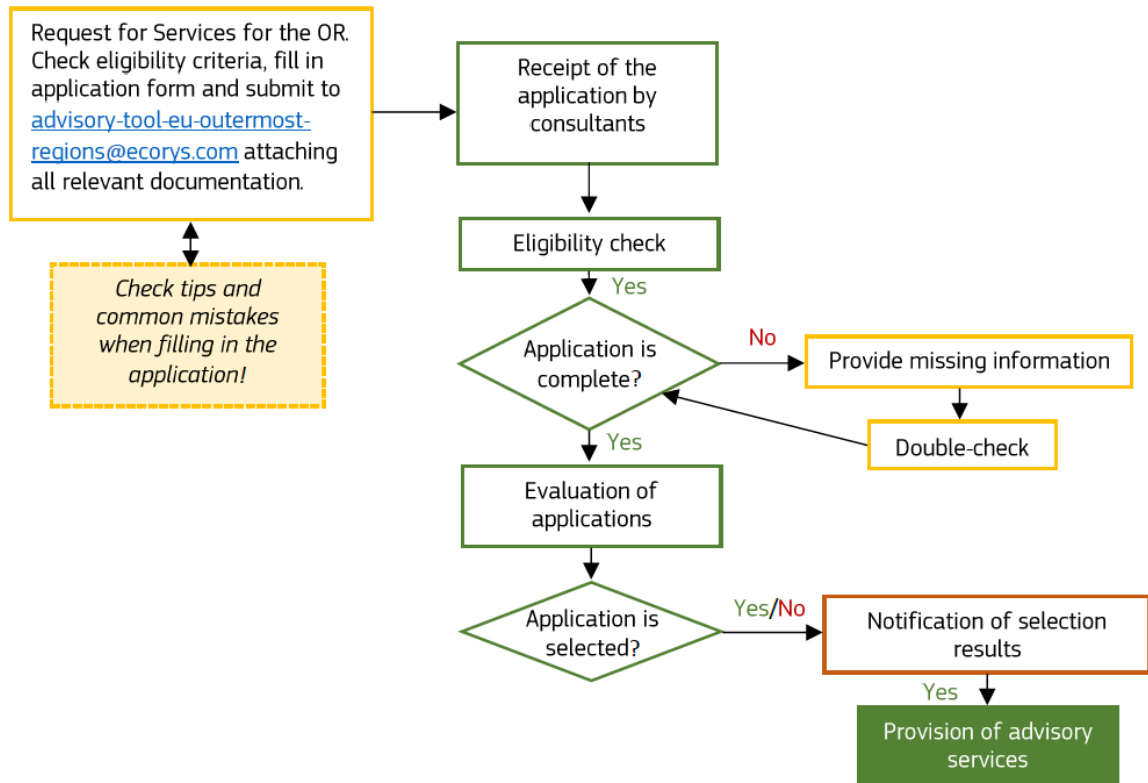 Request for Services for the OR.
Check eligibility criteria, fill in
application form and submit to
advisory-tool-eu-outermost-
regions@ecorys.com attaching
all relevant documentation.
Check tips and
common mistakes
when filling in the
application!
Receipt of the
application by
consultants
Eligibility check
Yes
Application is
complete?
No
Provide missing information
Double-check
Yes
Evaluation of
applications
Application is
selected?
Yes/No
Notification of selection
results
Yes
Provision of advisory
services